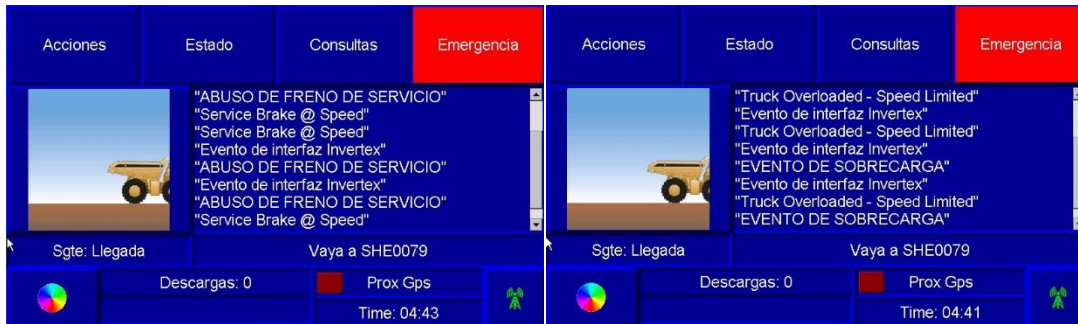 Acciones
Estado
Consultas
Emergencia
"ABUSO DE FRENO DE SERVICIO"
"Service Brake @ Speed"
"Service Brake @ Speed"
"Evento de interfaz Invertex"
"ABUSO DE FRENO DE SERVICIO"
"Evento de interfaz Invertex"
"ABUSO DE FRENO DE SERVICIO"
"Service Brake @ Speed"
Sgte: Llegada
Vaya a SHE0079
Descargas: 0
Prox Gps
Time: 04:43
Acciones
Estado
Consultas
Emergencia
"Truck Overloaded - Speed Limited"
"Evento de interfaz Invertex"
"Truck Overloaded - Speed Limited"
"Evento de interfaz Invertex"
"EVENTO DE SOBRECARGA"
"Evento de interfaz Invertex"
"Truck Overloaded - Speed Limited"
"EVENTO DE SOBRECARGA"
Sgte: Llegada
Vaya a SHE0079
Descargas: 0
Prox Gps
Time: 04:41